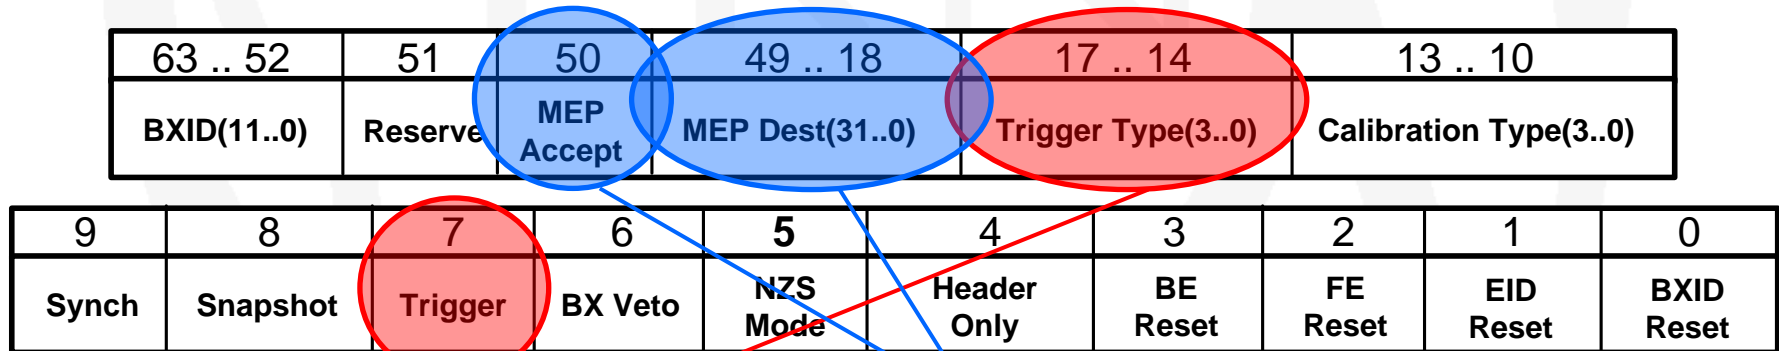 63 .. 52 51 50 49 .. 18 17 .. 14 13 .. 10
BXID(11..0) Reserve MEP Accept MEP Dest(31..0) Trigger Type(3..0) Calibration Type(3..0)
9 8 7 6 5 4 3 2 1 0
Synch Snapshot Trigger BX Veto NZS Mode Header Only BE Reset FE Reset EID Reset BXID Reset